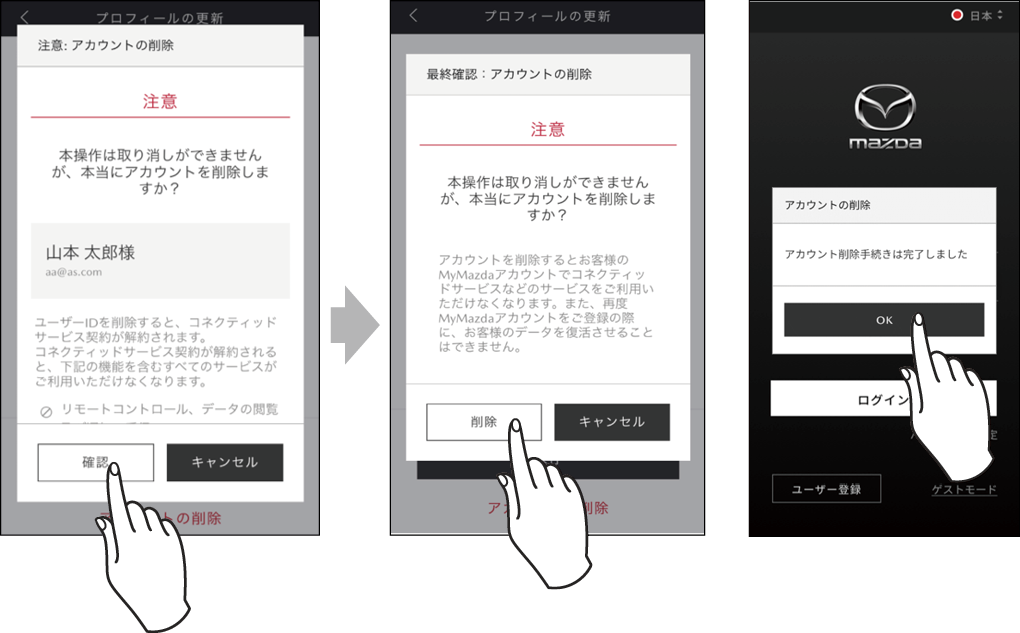 プロフィールの更新
注意: アカウントの削除
注意
本操作は取り消しができません
が、本当にアカウントを削除しま
すか？
山本 太郎様
aa@as.com
ユーザーIDを削除すると、コネクティッド
サービス契約が解約されます。
コネクティッドサービス契約が解約される
と、下記の機能を含むすべてのサービスが
ご利用いただけなくなります。
リモートコントロール、データの閲覧
確認
キャンセル
の削除
プロフィールの更新
最終確認：アカウントの削除
注意
本操作は取り消しができません
が、本当にアカウントを削除しま
すか？
アカウントを削除するとお客様の
MyMazdaアカウントでコネクティッ
ドサービスなどのサービスをご利用い
ただけなくなります。また、再度
MyMazdaアカウントをご登録の際
に、お客様のデータを復活させること
はできません。
削除
キャンセル
ア
削除
日本
mazda
アカウントの削除
アカウント削除手続きは完了しました
OK
ログイン
定
ユーザー登録
ゲストモード